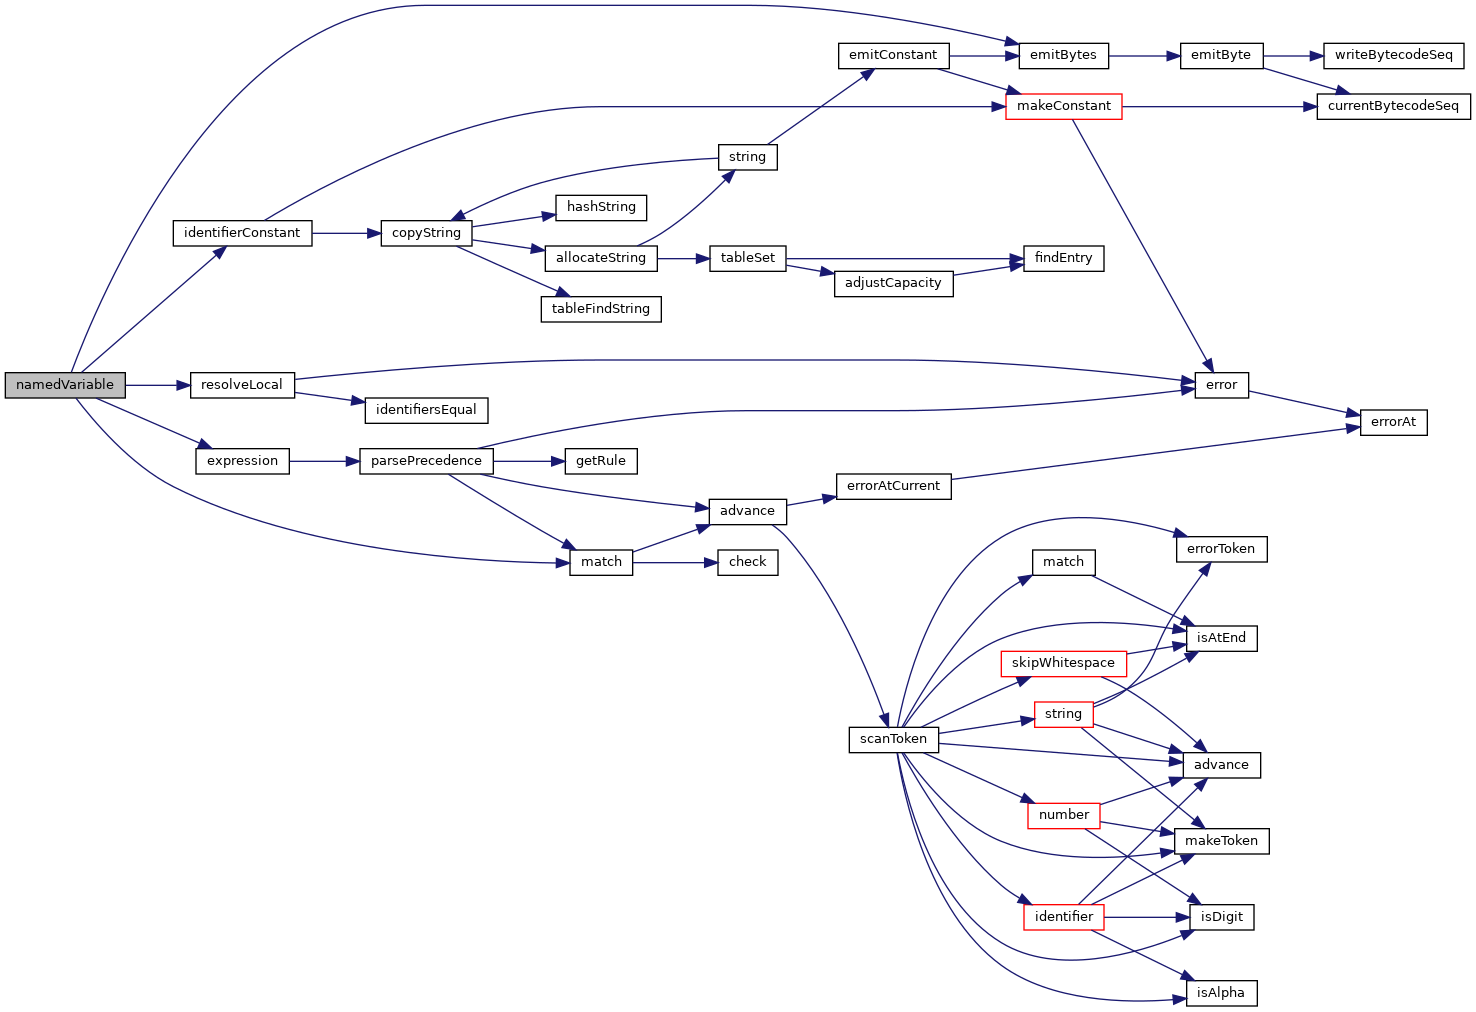 namedVariable
emitBytes
emitByte
writeBytecodeSeq
currentBytecodeSeq
emitConstant
makeConstant
string
identifierConstant
copyString
hashString
allocateString
tableSet
findEntry
adjustCapacity
tableFindString
resolveLocal
identifiersEqual
error
errorAt
expression
parsePrecedence
getRule
advance
errorAtCurrent
match
check
scanToken
errorToken
match
isAtEnd
skipWhitespace
string
advance
number
makeToken
identifier
isDigit
isAlpha